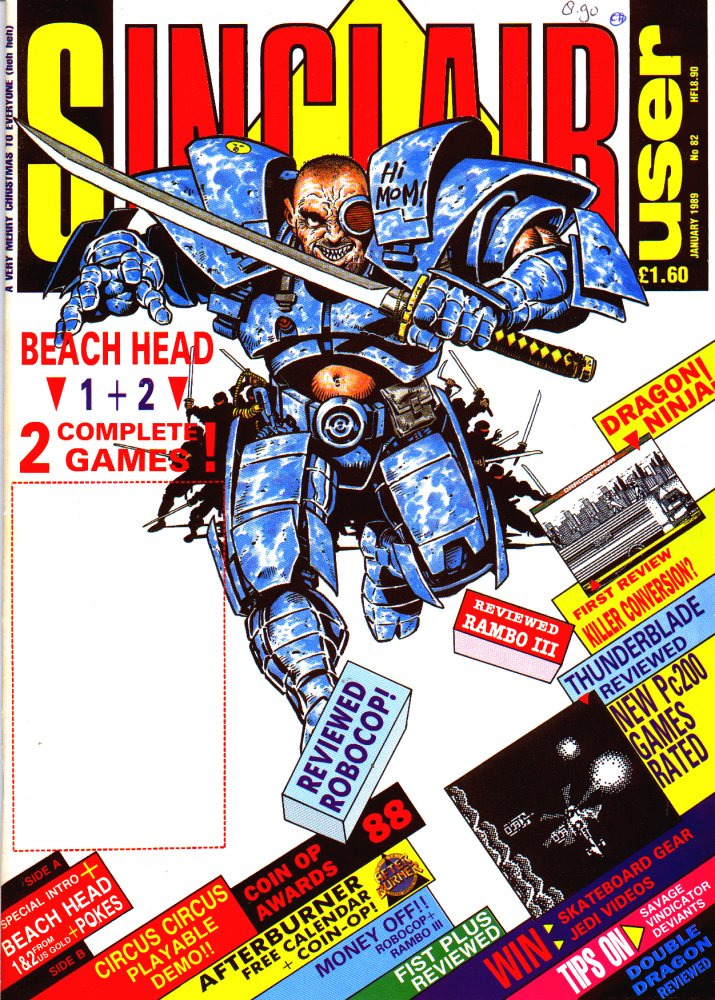 8.90
A VERY MERRY CHRISTMAS TO EVERYONE (heh heh)
SINCLAIR
user
JANUARY 1989 No 82 HFL8.90
£1.60
Hi
MOM!
BEACH HEAD
1 + 2
2 COMPLETE
GAMES!
DRAGON
NINJA
DRAGON NINJA
FIRST REVIEW
KILLER CONVERSION?
REVIEWED
RAMBO III
THUNDERBLADE
REVIEWED
NEW Pc200
GAMES
RATED
REVIEWED
ROBOCOP!
SIDE A
SPECIAL INTRO +
BEACH HEAD
1&2 FROM US GOLD + POKES
SIDE B
CIRCUS CIRCUS
PLAYABLE
DEMO!!
COIN OP
AWARDS 88
AFTERBURNER
FREE CALENDAR
+ COIN-OP!
AFTER
BURNER
MONEY OFF!!
ROBOCOP +
RAMBO III
FIST PLUS
REVIEWED
WIN: SKATEBOARD GEAR
JEDI VIDEOS
TIPS ON SAVAGE
VINDICATOR
DEVIANTS
DOUBLE
DRAGON
REVIEWED